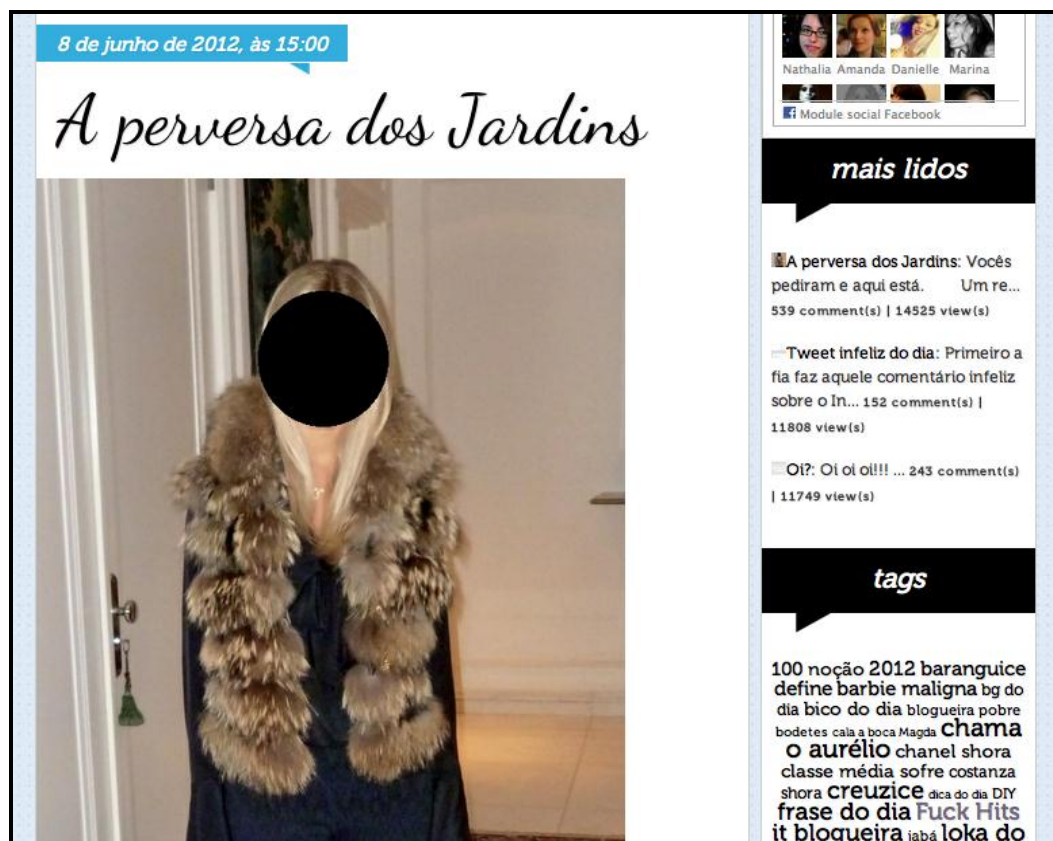 8 de junho de 2012, às 15:00
A perversa dos Jardins
Nathalia Amanda Danielle Marina
Module social Facebook
mais lidos
A perversa dos Jardins: Vocês
pediram e aqui está. Um re...
539 comment(s) | 14525 view(s)
Tweet infeliz do dia: Primeiro a
fia faz aquele comentário infeliz
sobre o In... 152 comment(s) |
11808 view(s)
Oi?: Oi oi oi!!! ... 243 comment(s)
| 11749 view(s)
tags
100 noção 2012 baranguice
define barbie maligna bg do
dia bico do dia blogueira pobre
bodetes cala a boca Magda chama
o aurélio chanel shora
classe média sofre costanza
shora creuzice dica do dia DIY
frase do dia Fuck Hits
it blogueira jabá loka do